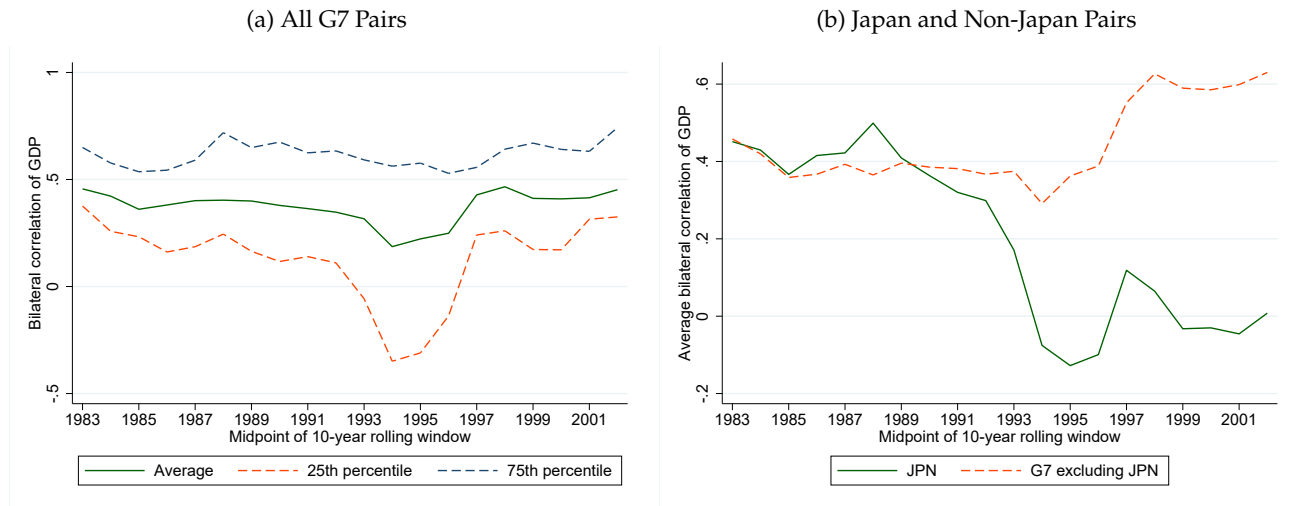 (a) All G7 Pairs
Bilateral correlation of GDP
1
.5
0
-.5
1983 1985 1987 1989 1991 1993 1995 1997 1999 2001
Midpoint of 10-year rolling window
Average 25th percentile 75th percentile
(b) Japan and Non-Japan Pairs
Average bilateral correlation of GDP
.6
.4
.2
0
-.2
1983 1985 1987 1989 1991 1993 1995 1997 1999 2001
Midpoint of 10-year rolling window
JPN G7 excluding JPN